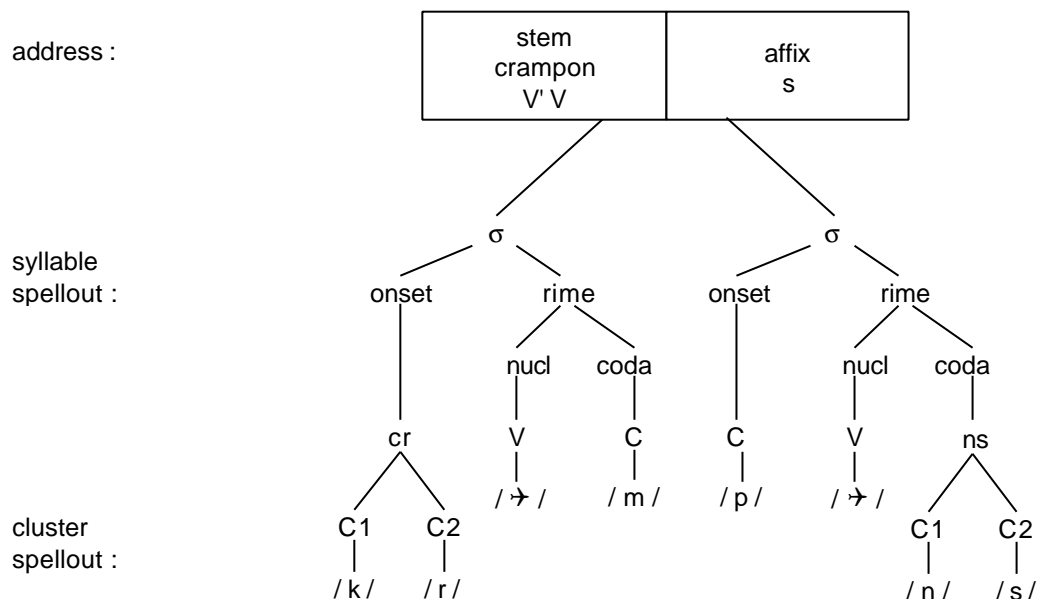 address :
stem
crampon
V' V
affix
s
σ σ
syllable
spellout :
onset rime onset rime
nucl coda nucl coda
cr V C C V ns
/ ✈ / / m / / p / / ✈ /
cluster
spellout :
C1 C2 C1 C2
/ k / / r / / n / / s /